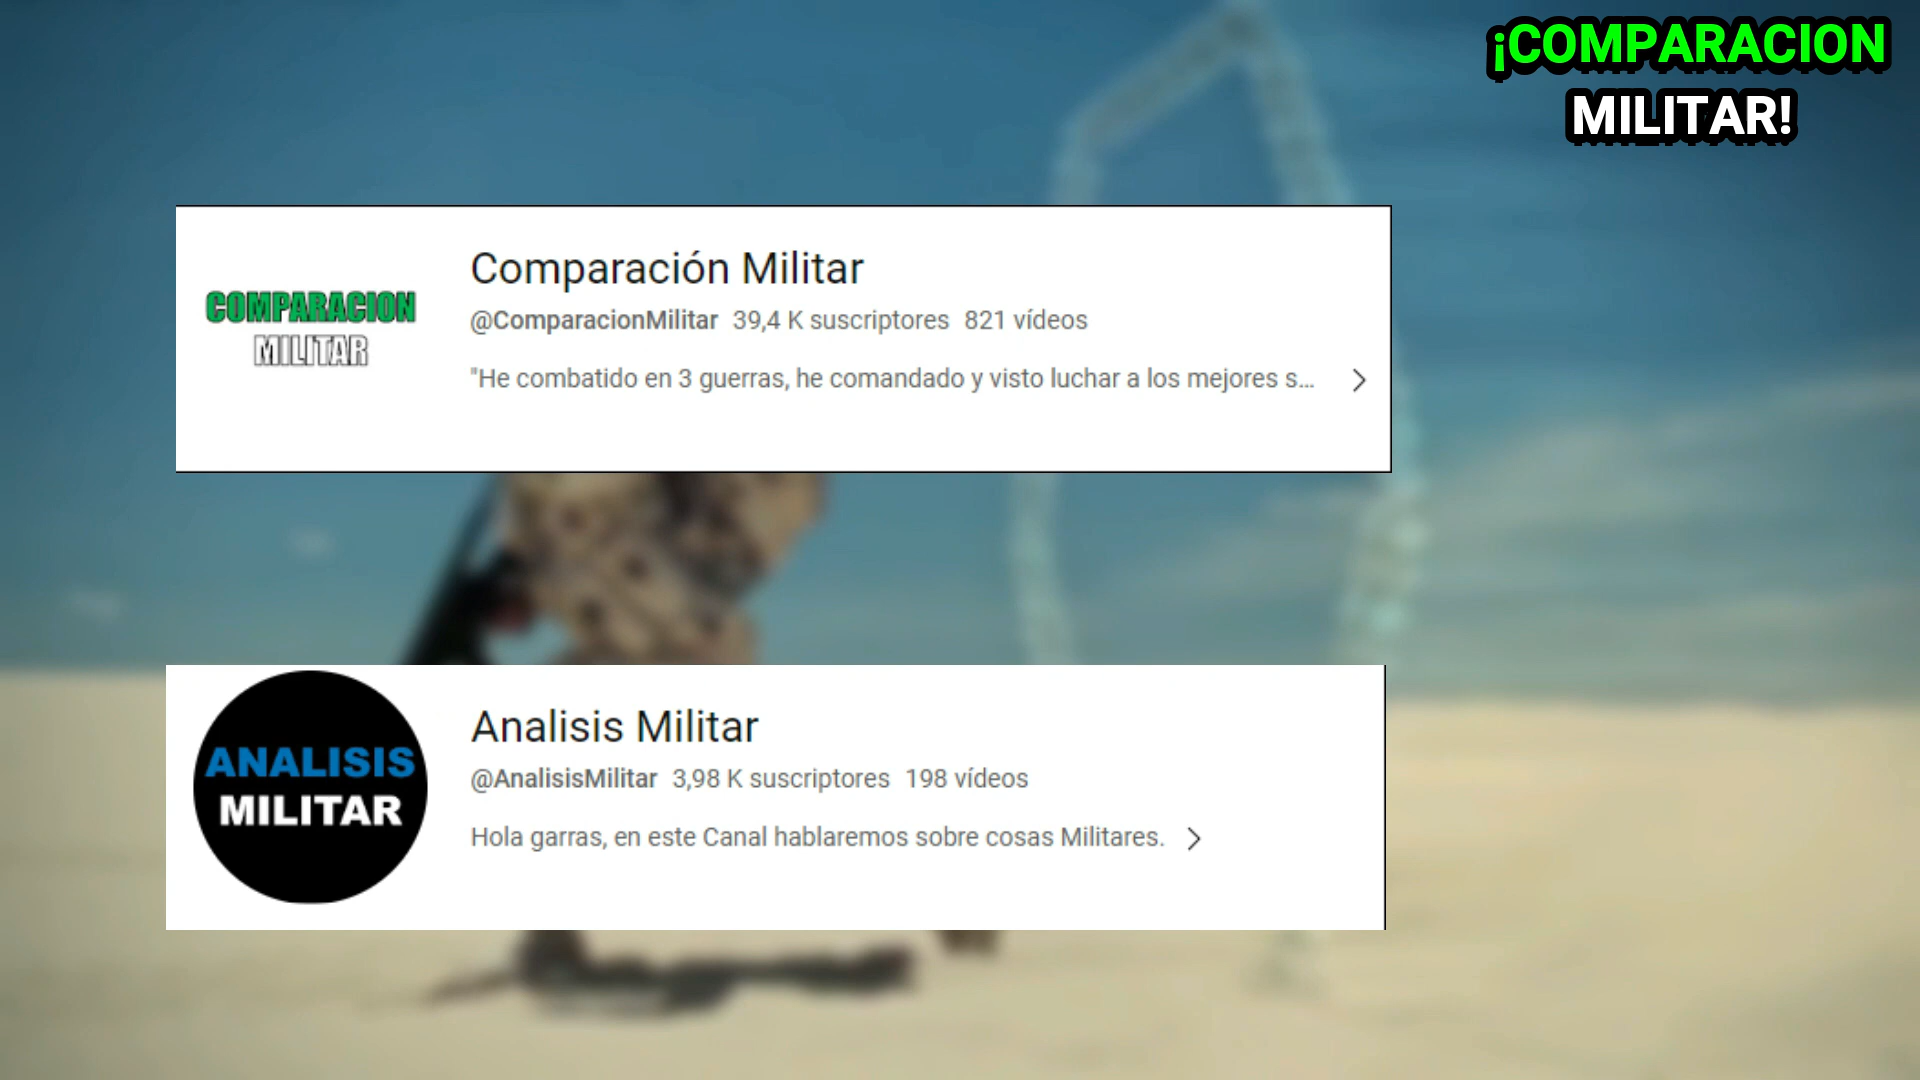 ¡COMPARACION
MILITAR!
COMPARACION
MILITAR
Comparación Militar
@ComparacionMilitar 39,4 K suscriptores 821 vídeos
"He combatido en 3 guerras, he comandado y visto luchar a los mejores s...
ANALISIS
MILITAR
Analisis Militar
@AnalisisMilitar 3,98 K suscriptores 198 vídeos
Hola garras, en este Canal hablaremos sobre cosas Militares.